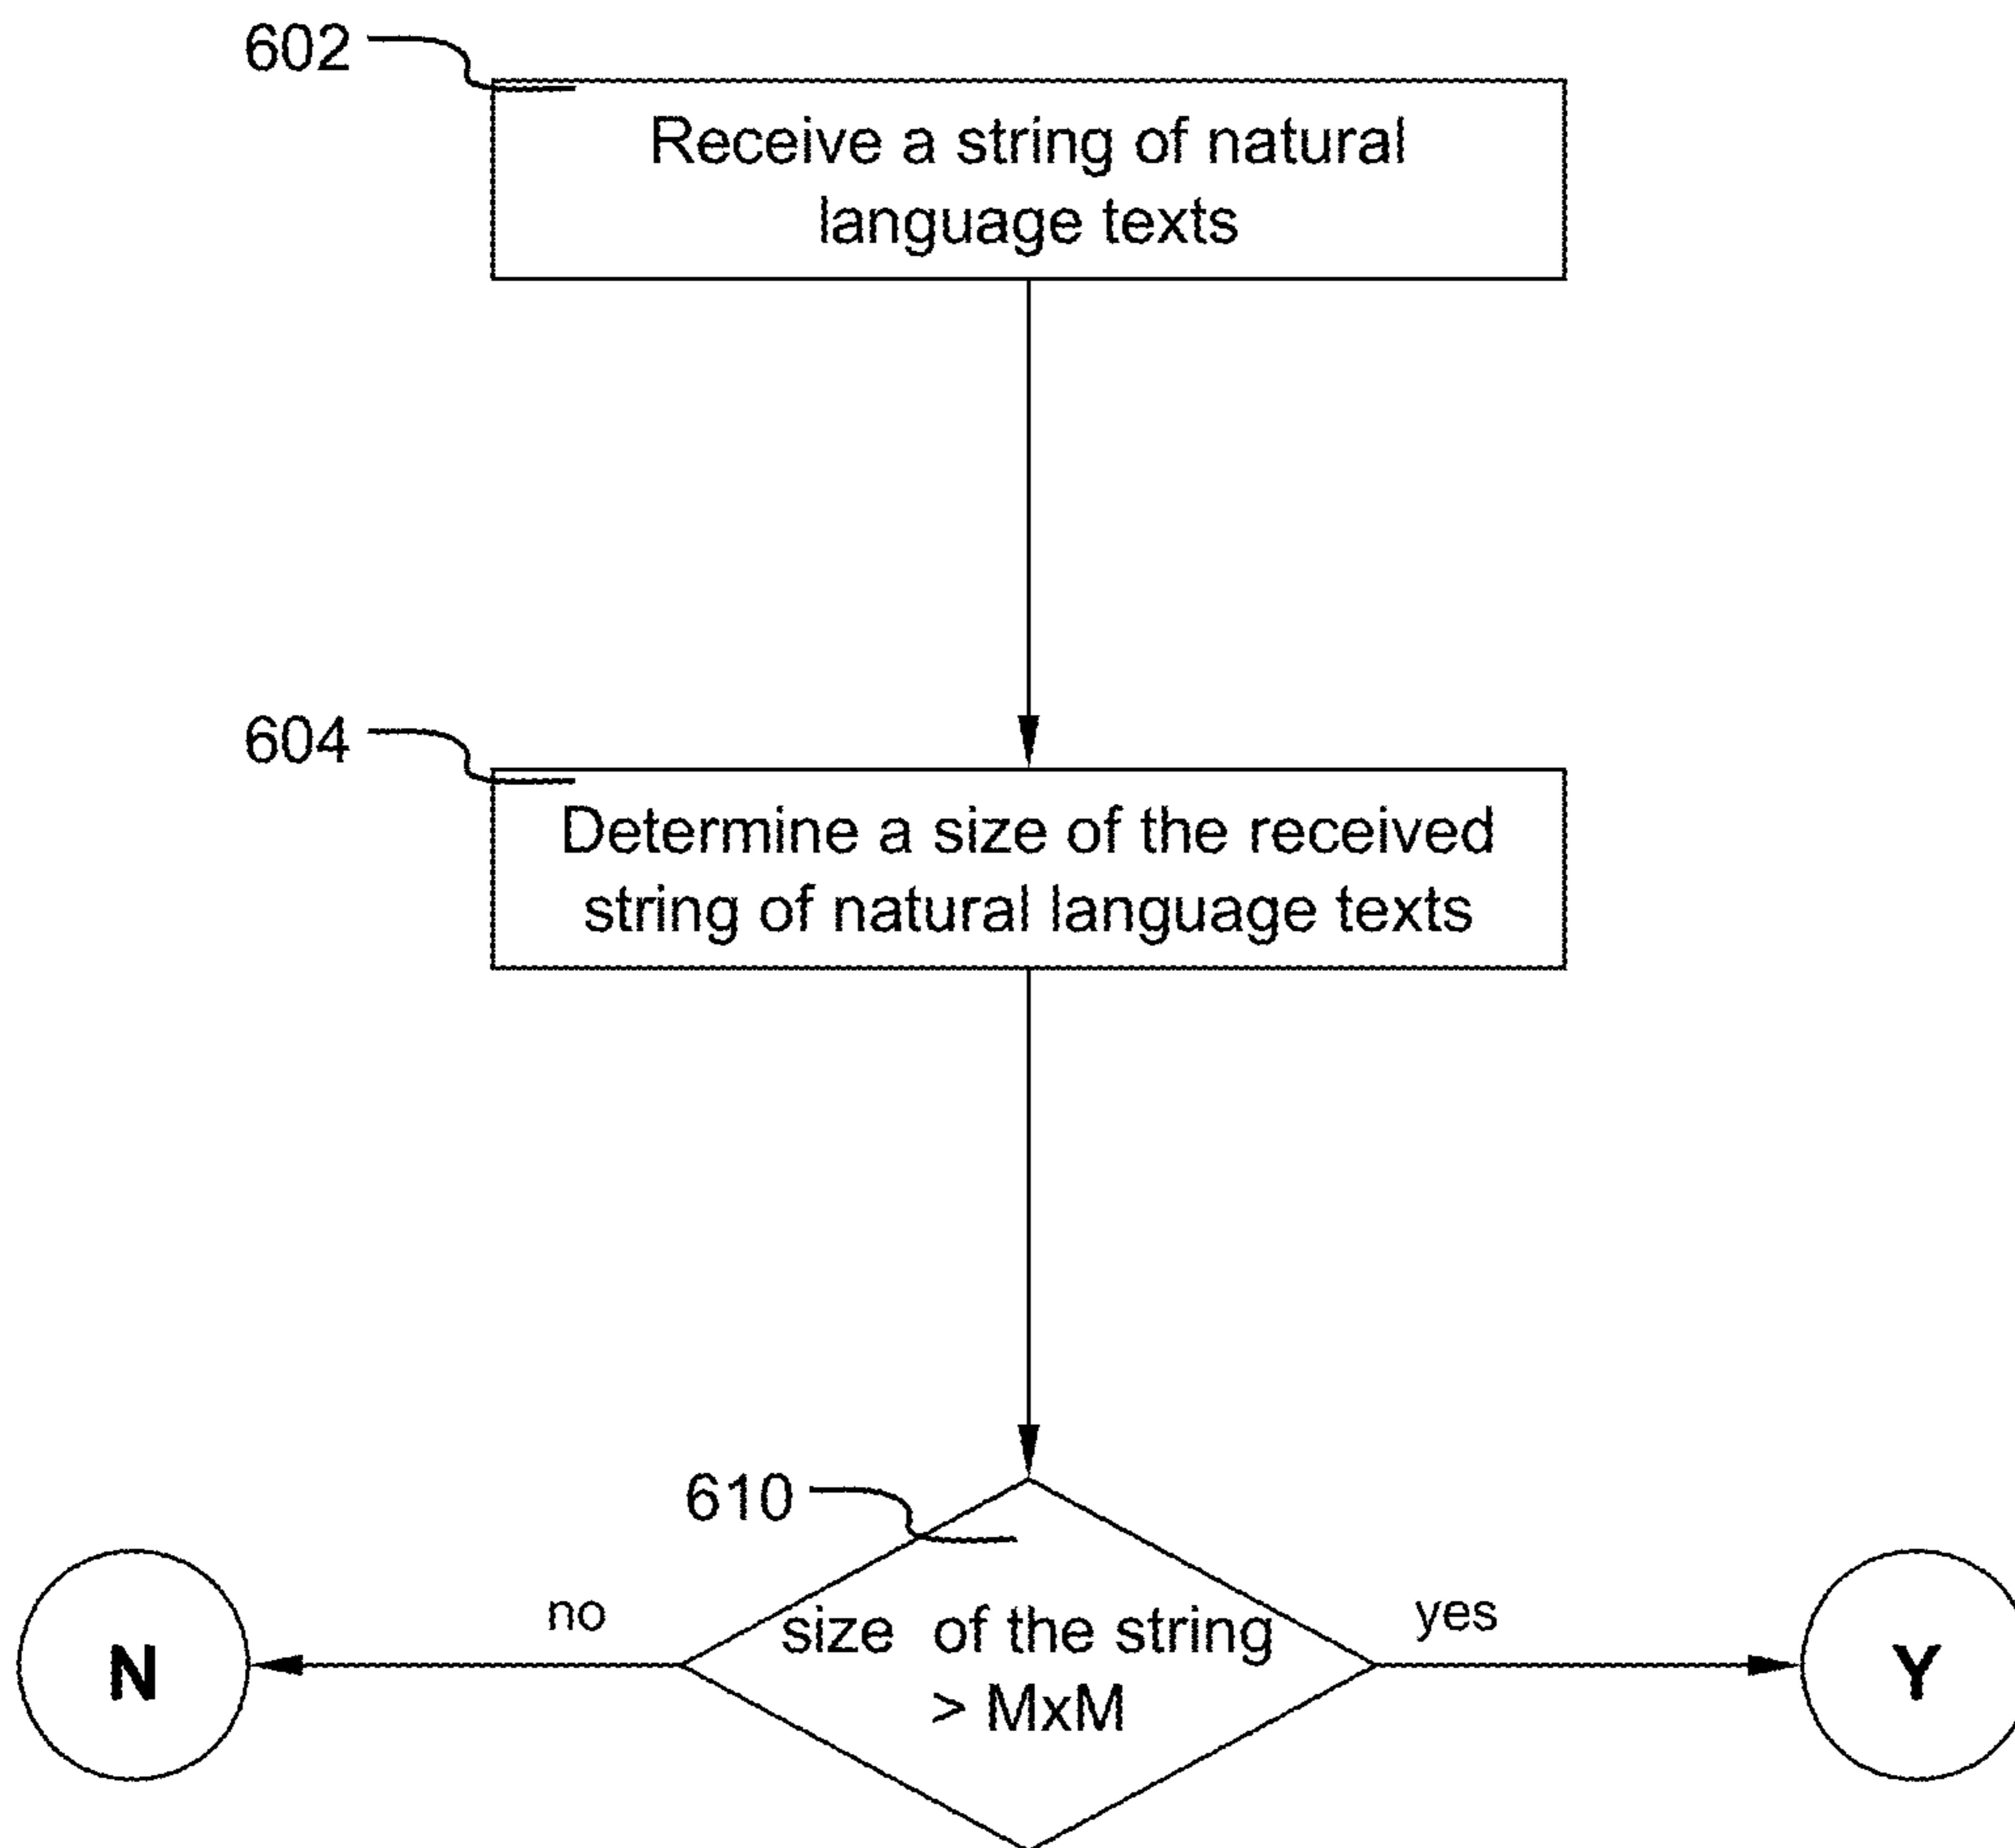 602
Receive a string of natural
language texts
604
Determine a size of the received
string of natural language texts
610
no
yes
size of the string
> MxM
N
Y